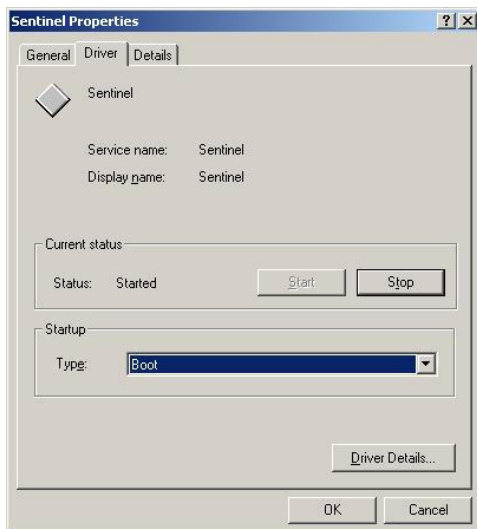 Sentinel Properties
General Driver Details
Sentinel
Service name: Sentinel
Display name: Sentinel
Current status
Status: Started Start Stop
Startup
Type: Boot
Driver Details...
OK Cancel